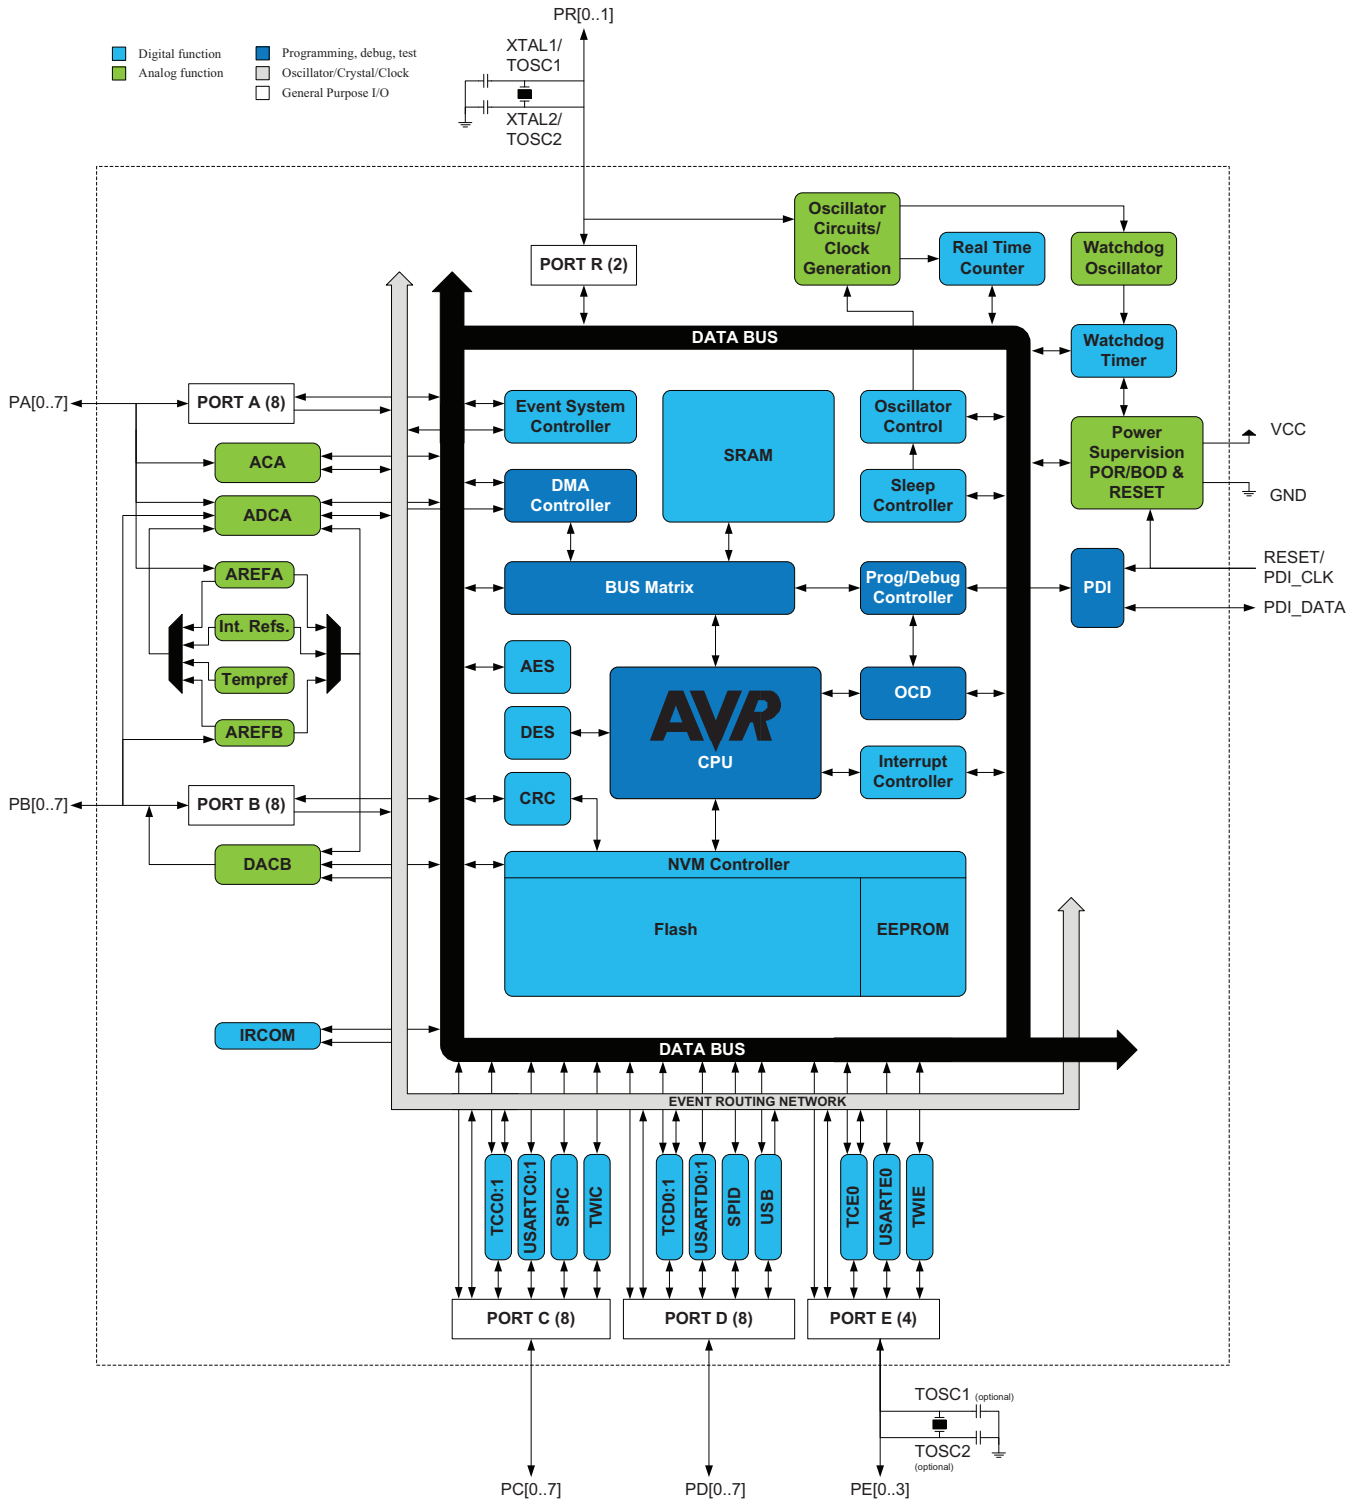 PR[0..1]
Digital function
Analog function
Programming, debug, test
Oscillator/Crystal/Clock
General Purpose I/O
XTAL1/
TOSC1
XTAL2/
TOSC2
Oscillator
Circuits/
Clock
Generation
Real Time
Counter
Watchdog
Oscillator
PORT R (2)
DATA BUS
Watchdog
Timer
PA[0..7]
PORT A (8)
Event System
Controller
SRAM
Oscillator
Control
Power
Supervision
POR/BOD &
RESET
VCC
GND
ACA
DMA
Controller
Sleep
Controller
ADCA
AREFA
BUS Matrix
Prog/Debug
Controller
PDI
RESET/
PDI_CLK
PDI_DATA
Int. Refs.
Tempref
AREFB
AES
DES
CRC
AVR
CPU
OCD
Interrupt
Controller
PB[0..7]
PORT B (8)
DACB
NVM Controller
Flash
EEPROM
IRCOM
DATA BUS
EVENT ROUTING NETWORK
TCC0:1
USARTC0:1
SPIC
TWIC
TCD0:1
USARTD0:1
SPID
USB
TCE0
USARTE0
TWIE
PORT C (8)
PORT D (8)
PORT E (4)
TOSC1 (optional)
TOSC2
(optional)
PC[0..7]
PD[0..7]
PE[0..3]